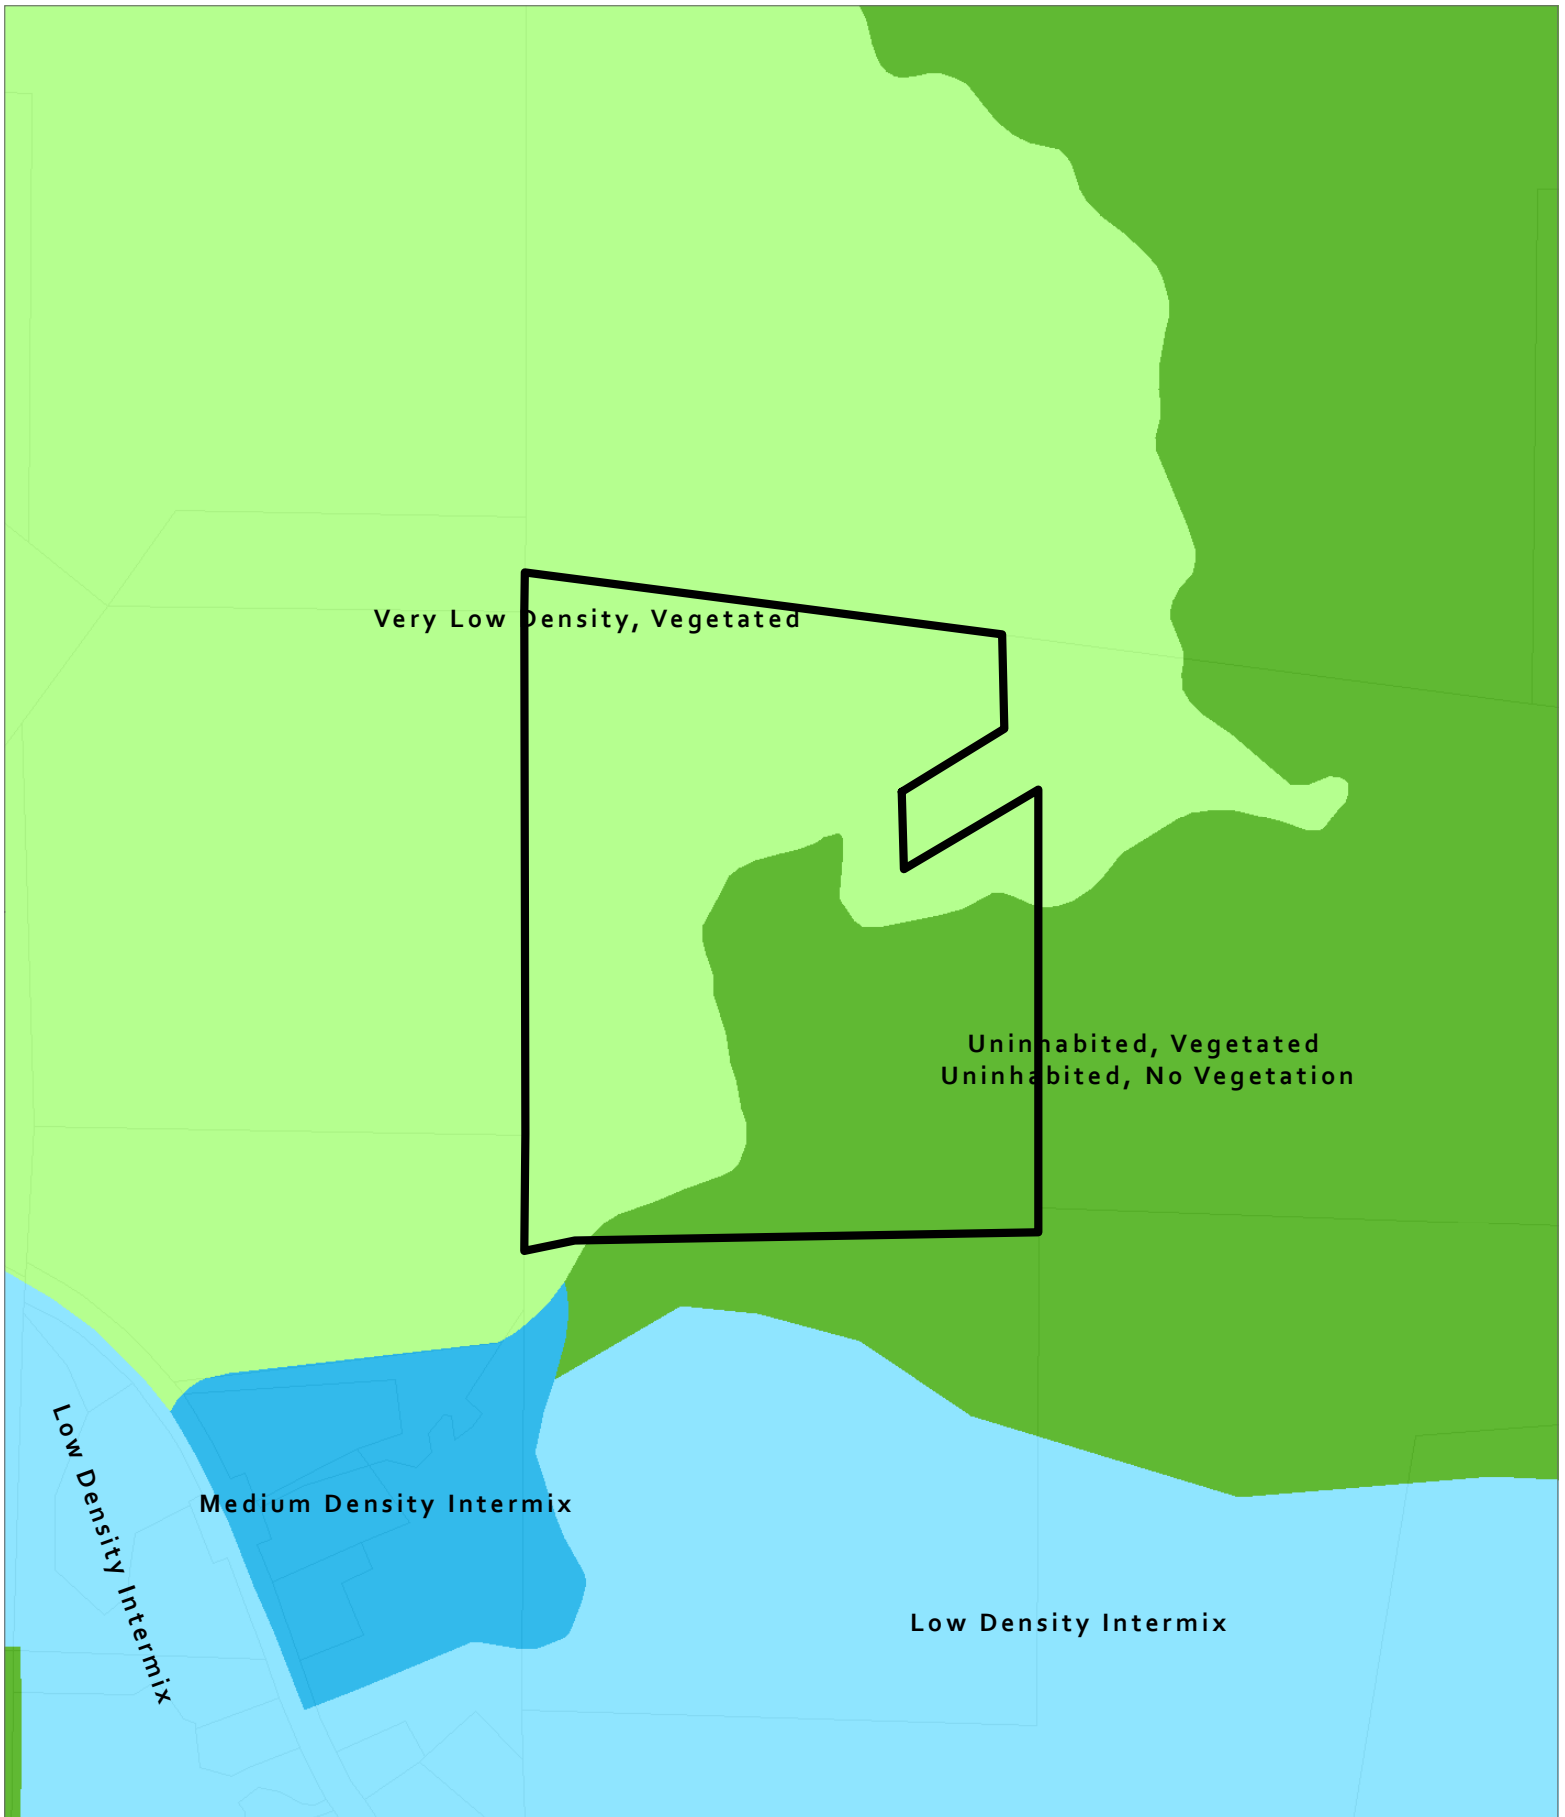 Very Low Density, Vegetated
Uninhabited, Vegetated
Uninhabited, No Vegetation
Low Density Intermix
Medium Density Intermix
Low Density Intermix